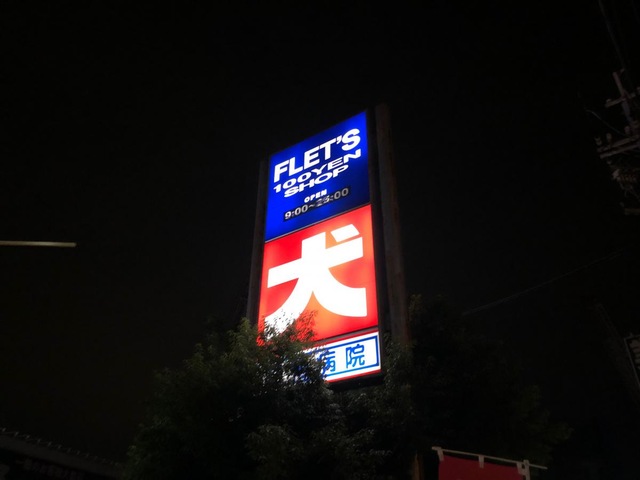 FLET'S
100YEN
SHOP
OPEN
犬
病院